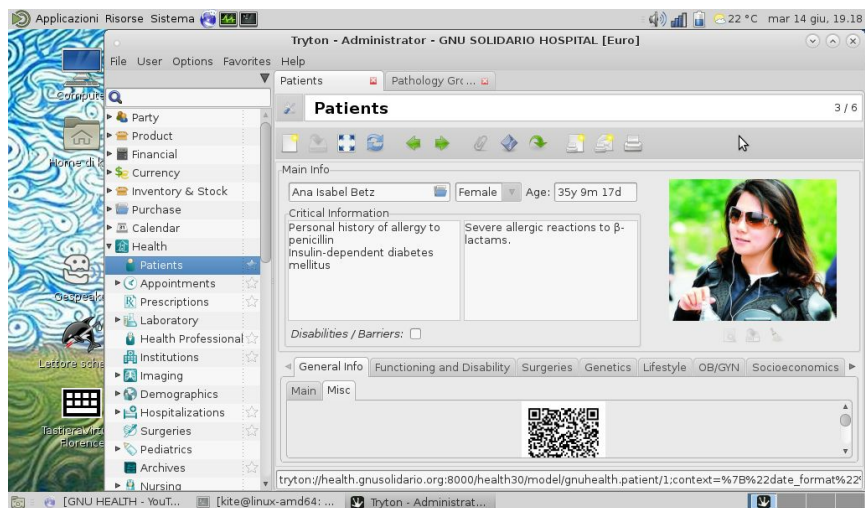 Applicazioni Risorse Sistema
22 °C mar 14 giu, 19.18
Tryton - Administrator - GNU SOLIDARIO HOSPITAL [Euro]
File User Options Favorites Help
Patients
Pathology Grc ...
Patients
3 / 6
Party
Product
Financial
Currency
Inventory & Stock
Purchase
Calendar
Health
Patients
Appointments
Prescriptions
Laboratory
Health Professional
Institutions
Imaging
Demographics
Hospitalizations
Surgeries
Pediatrics
Archives
Nursing
Main Info
Ana Isabel Betz
Female
Age: 35y 9m 17d
Critical Information
Personal history of allergy to
penicillin
Insulin-dependent diabetes
mellitus
Severe allergic reactions to β-
lactams.
Disabilities / Barriers:
General Info Functioning and Disability Surgeries Genetics Lifestyle OB/GYN Socioeconomics
Main Misc
tryton://health.gnusolidario.org:8000/health30/model/gnuhealth.patient/1;context=%7B%22date_format%22
Compute
Home di k
Gespeak
Lettore sche
Florence
[GNU HEALTH - YouT...
[kite@linux-amd64: ...
Tryton - Administrat...